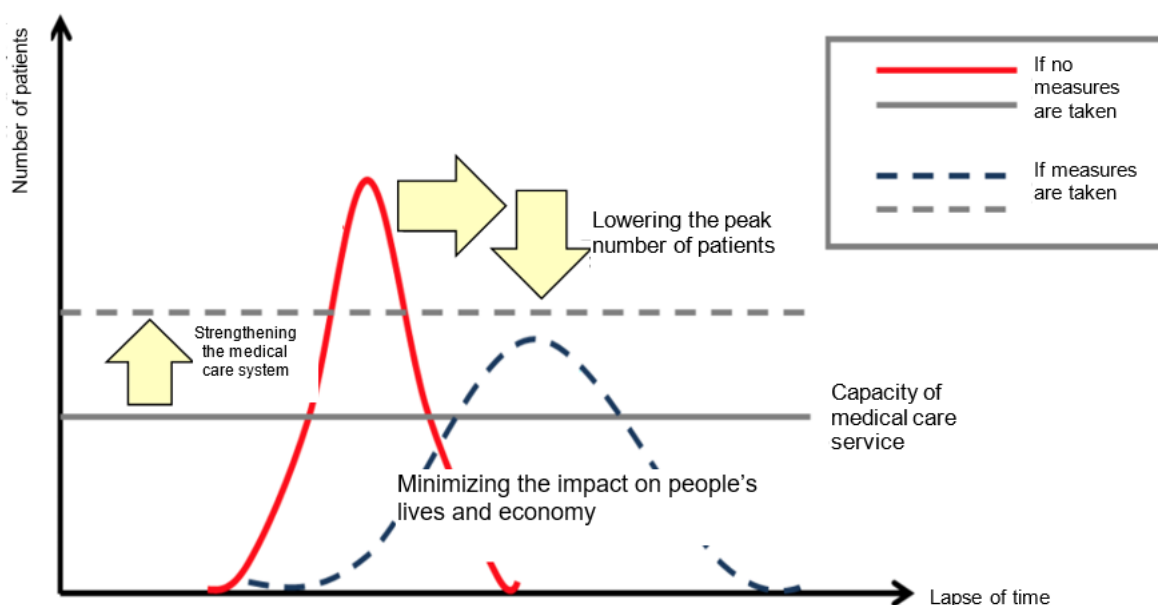 Number of patients
If no
measures
are taken
If measures
are taken
Lowering the peak
number of patients
Strengthening
the medical
care system
Capacity of
medical care
service
Minimizing the impact on people’s
lives and economy
Lapse of time